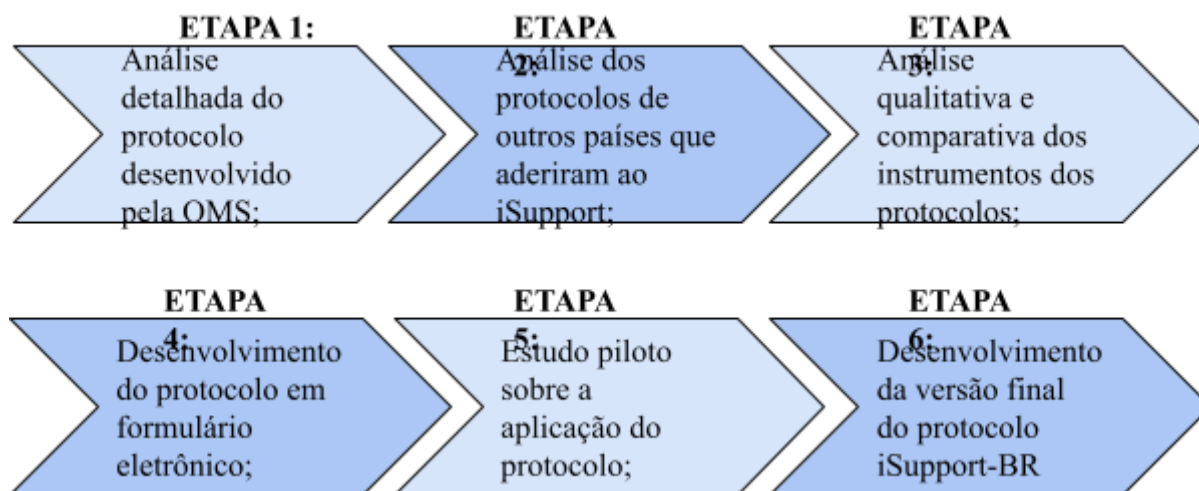 ETAPA 1:
Análise
detalhada do
protocolo
desenvolvido
pela OMS;
ETAPA
2:
Análise dos
protocolos de
outros países que
aderiram ao
iSupport;
ETAPA
3:
Análise
qualitativa e
comparativa dos
instrumentos dos
protocolos;
ETAPA
4:
Desenvolvimento
do protocolo em
formulário
eletrônico;
ETAPA
5:
Estudo piloto
sobre a
aplicação do
protocolo;
ETAPA
6:
Desenvolvimento
da versão final
do protocolo
iSupport-BR